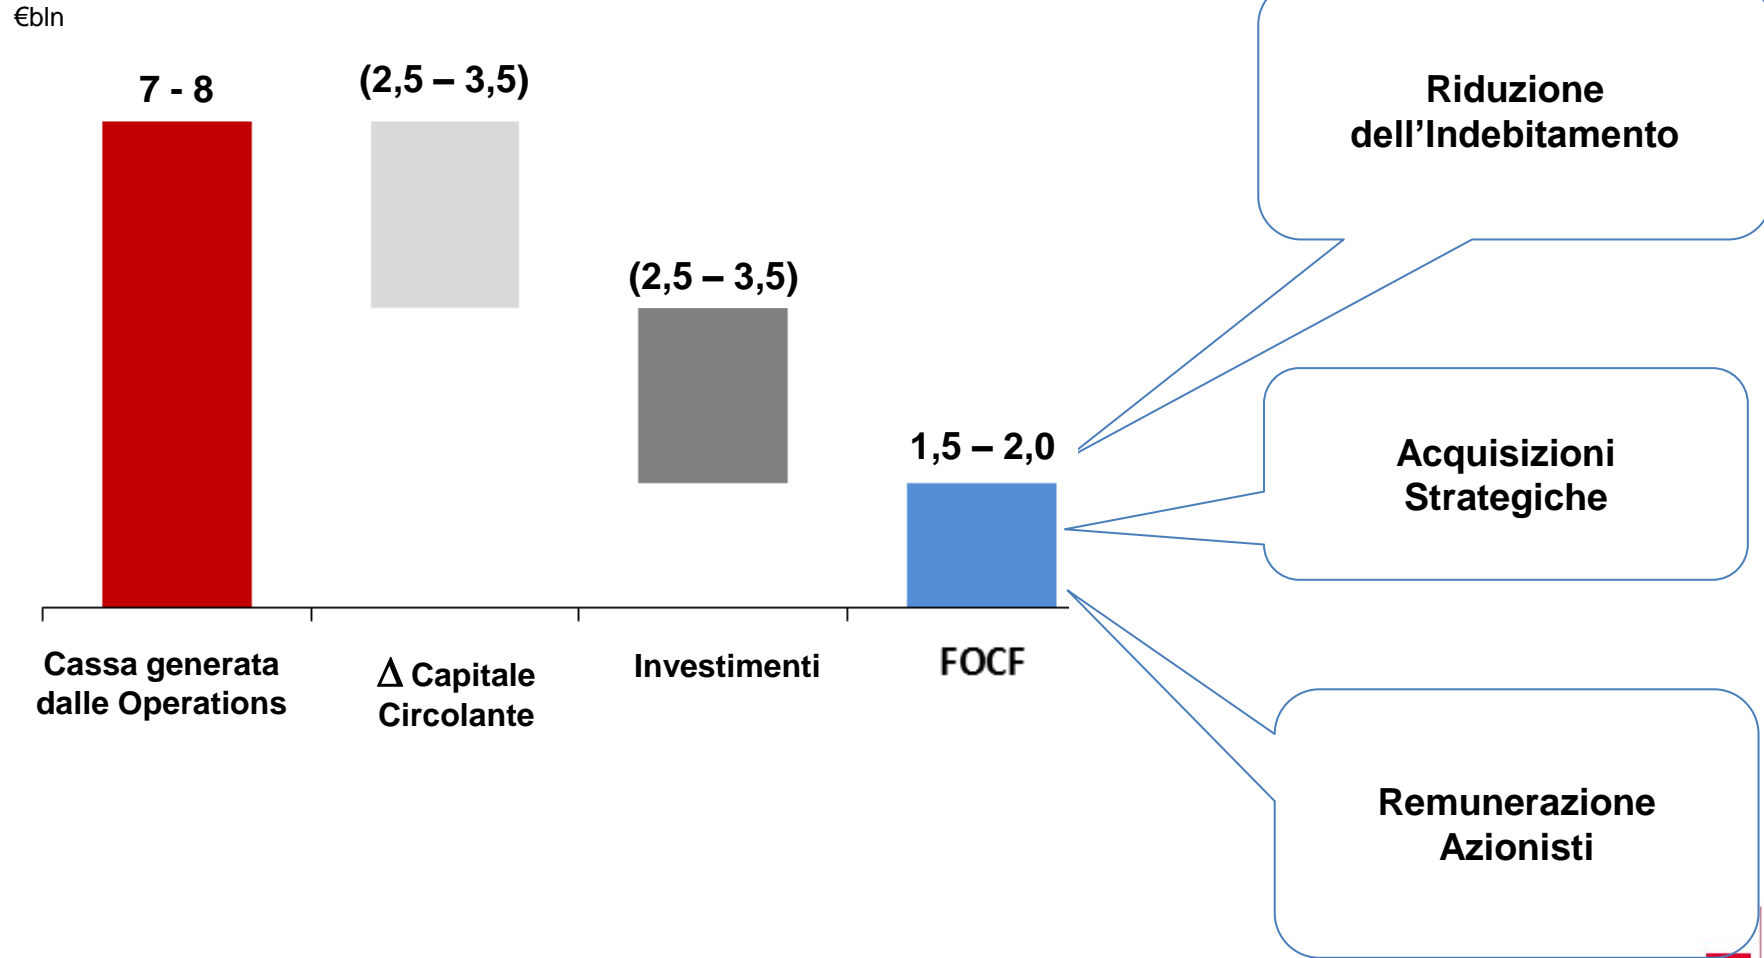 €bln
7 - 8
(2,5 – 3,5)
(2,5 – 3,5)
1,5 – 2,0
Cassa generata
dalle Operations
Δ Capitale
Circolante
Investimenti
FOCF
Riduzione
dell’Indebitamento
Acquisizioni
Strategiche
Remunerazione
Azionisti